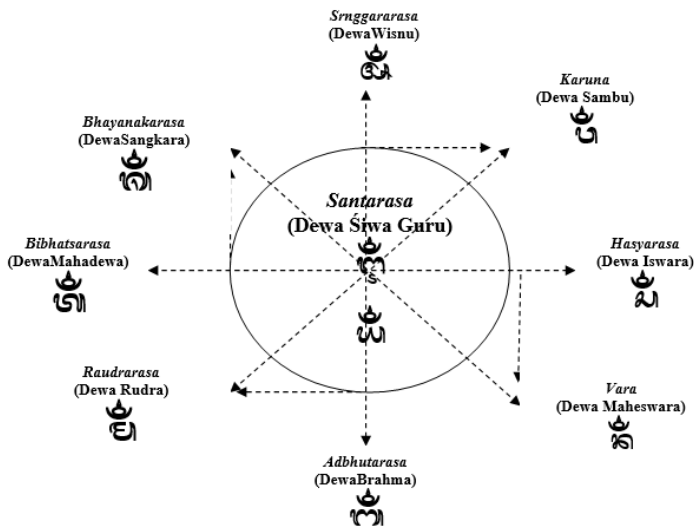 Srnggararasa
(DewaWisnu)
Karuna
(Dewa Sambu)
Bhayanakarasa
(DewaSangkara)
Santarasa
(Dewa Śiwa Guru)
Bibhatsarasa
(DewaMahadewa)
Hasyarasa
(Dewa Iswara)
Raudrarasa
(Dewa Rudra)
Vara
(Dewa Maheswara)
Adbhutarasa
(DewaBrahma)